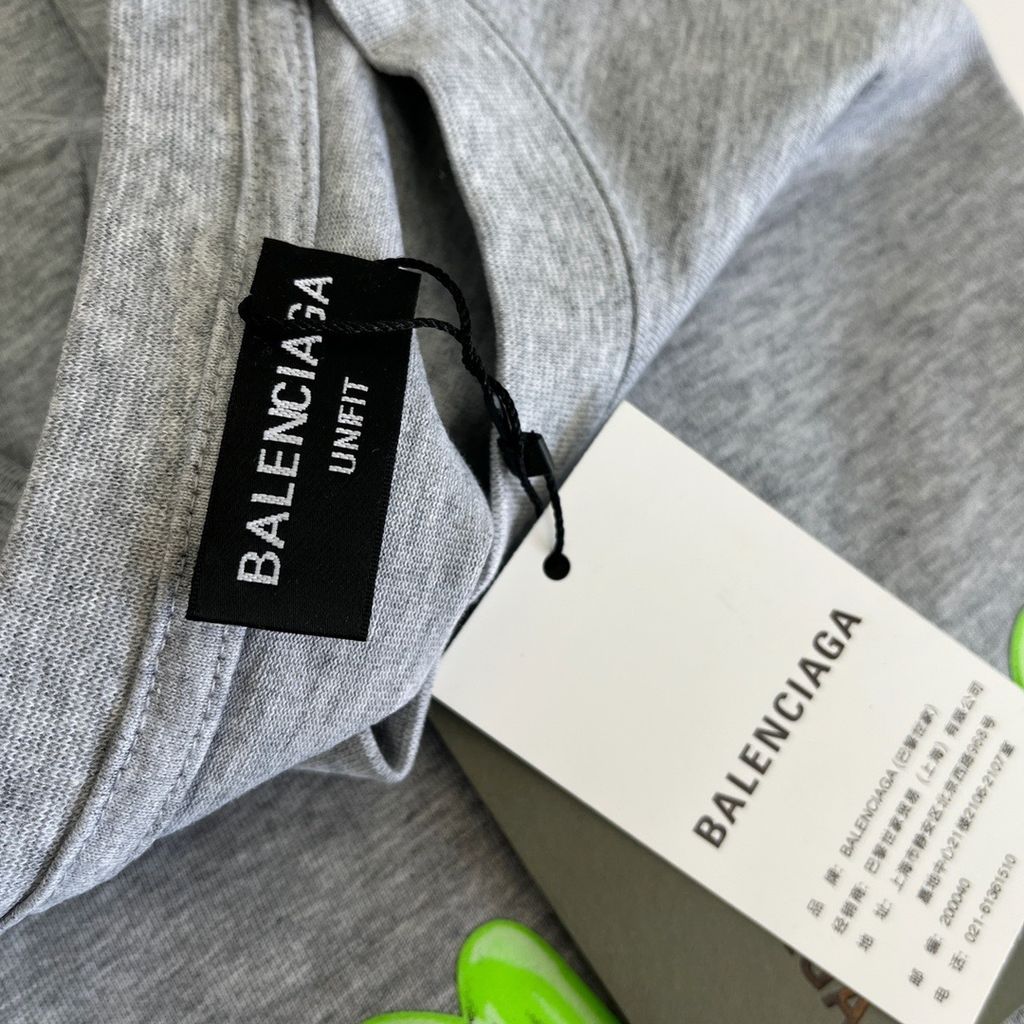 BALENCIAGA
UNIFIT
BALENCIAGA
品 牌: BALENCIAGA (巴黎世家)
经销商: 巴黎世家贸易 (上海) 有限公司
地 址: 上海市静安区北京西路968号
嘉地中心21楼2106-2107室
邮 编: 200040
电 话: 021-61361510